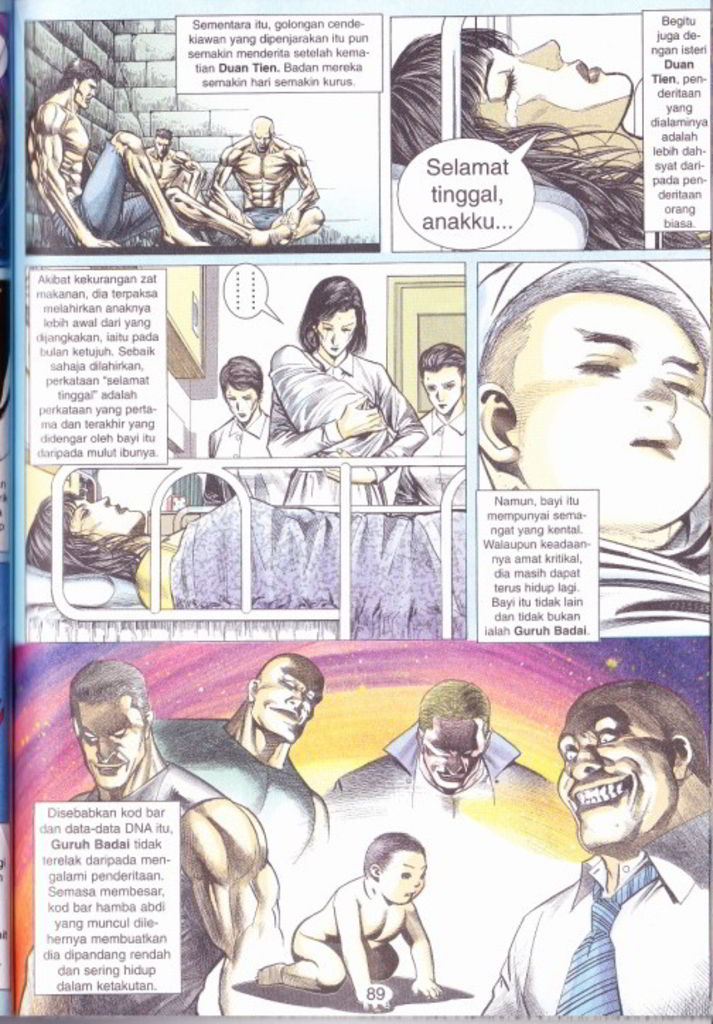 Sementara itu, golongan cende-
kiawan yang dipenjarakan itu pun
semakin menderita setelah kema-
tian Duan Tien. Badan mereka
semakin hari semakin kurus.
Selamat
tinggal,
anakku...
Begitu
juga de-
ngan isteri
Duan
Tien, pen-
deritaan
yang
dialaminya
adalah
lebih dah-
syat dari-
pada pen-
deritaan
orang
biasa.
Akibat kekurangan zat
makanan, dia terpaksa
melahirkan anaknya
lebih awal dari yang
dijangkakan, iaitu pada
bulan ketujuh. Sebaik
sahaja dilahirkan,
perkataan "selamat
tinggal" adalah
perkataan yang perta-
ma dan terakhir yang
didengar oleh bayi itu
daripada mulut ibunya.
Namun, bayi itu
mempunyai sema-
ngat yang kental.
Walaupun keadaan-
nya amat kritikal,
dia masih dapat
terus hidup lagi.
Bayi itu tidak lain
dan tidak bukan
ialah Guruh Badai.
Disebabkan kod bar
dan data-data DNA itu,
Guruh Badai tidak
terelak daripada men-
galami penderitaan.
Semasa membesar,
kod bar hamba abdi
yang muncul dile-
hernya membuatkan
dia dipandang rendah
dan sering hidup
dalam ketakutan.
89